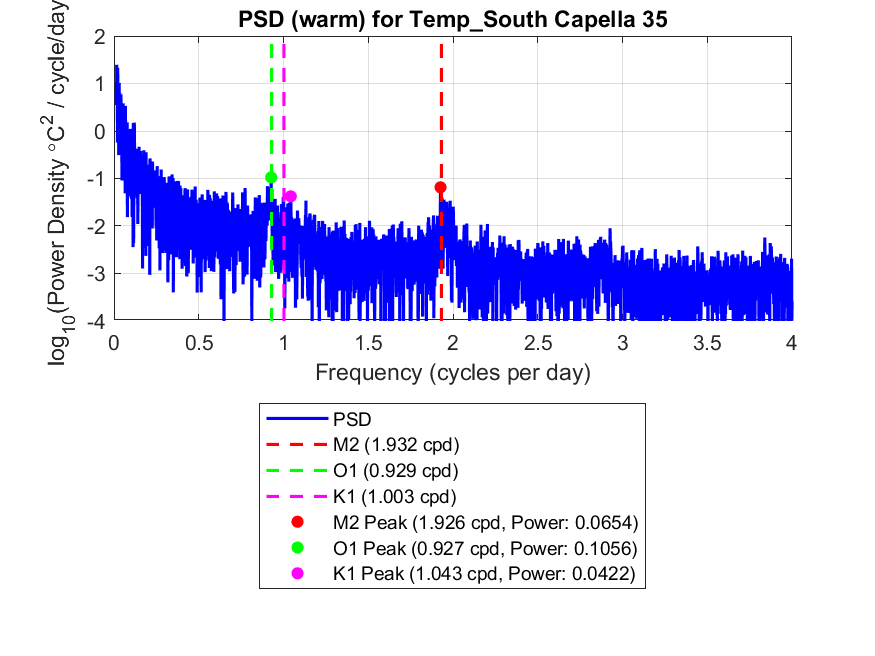 PSD (warm) for Temp_South Capella 35
log10(Power Density °C2 / cycle/day
2
1
0
-1
-2
-3
-4
0 0.5 1 1.5 2 2.5 3 3.5 4
Frequency (cycles per day)
PSD
M2 (1.932 cpd)
O1 (0.929 cpd)
K1 (1.003 cpd)
M2 Peak (1.926 cpd, Power: 0.0654)
O1 Peak (0.927 cpd, Power: 0.1056)
K1 Peak (1.043 cpd, Power: 0.0422)